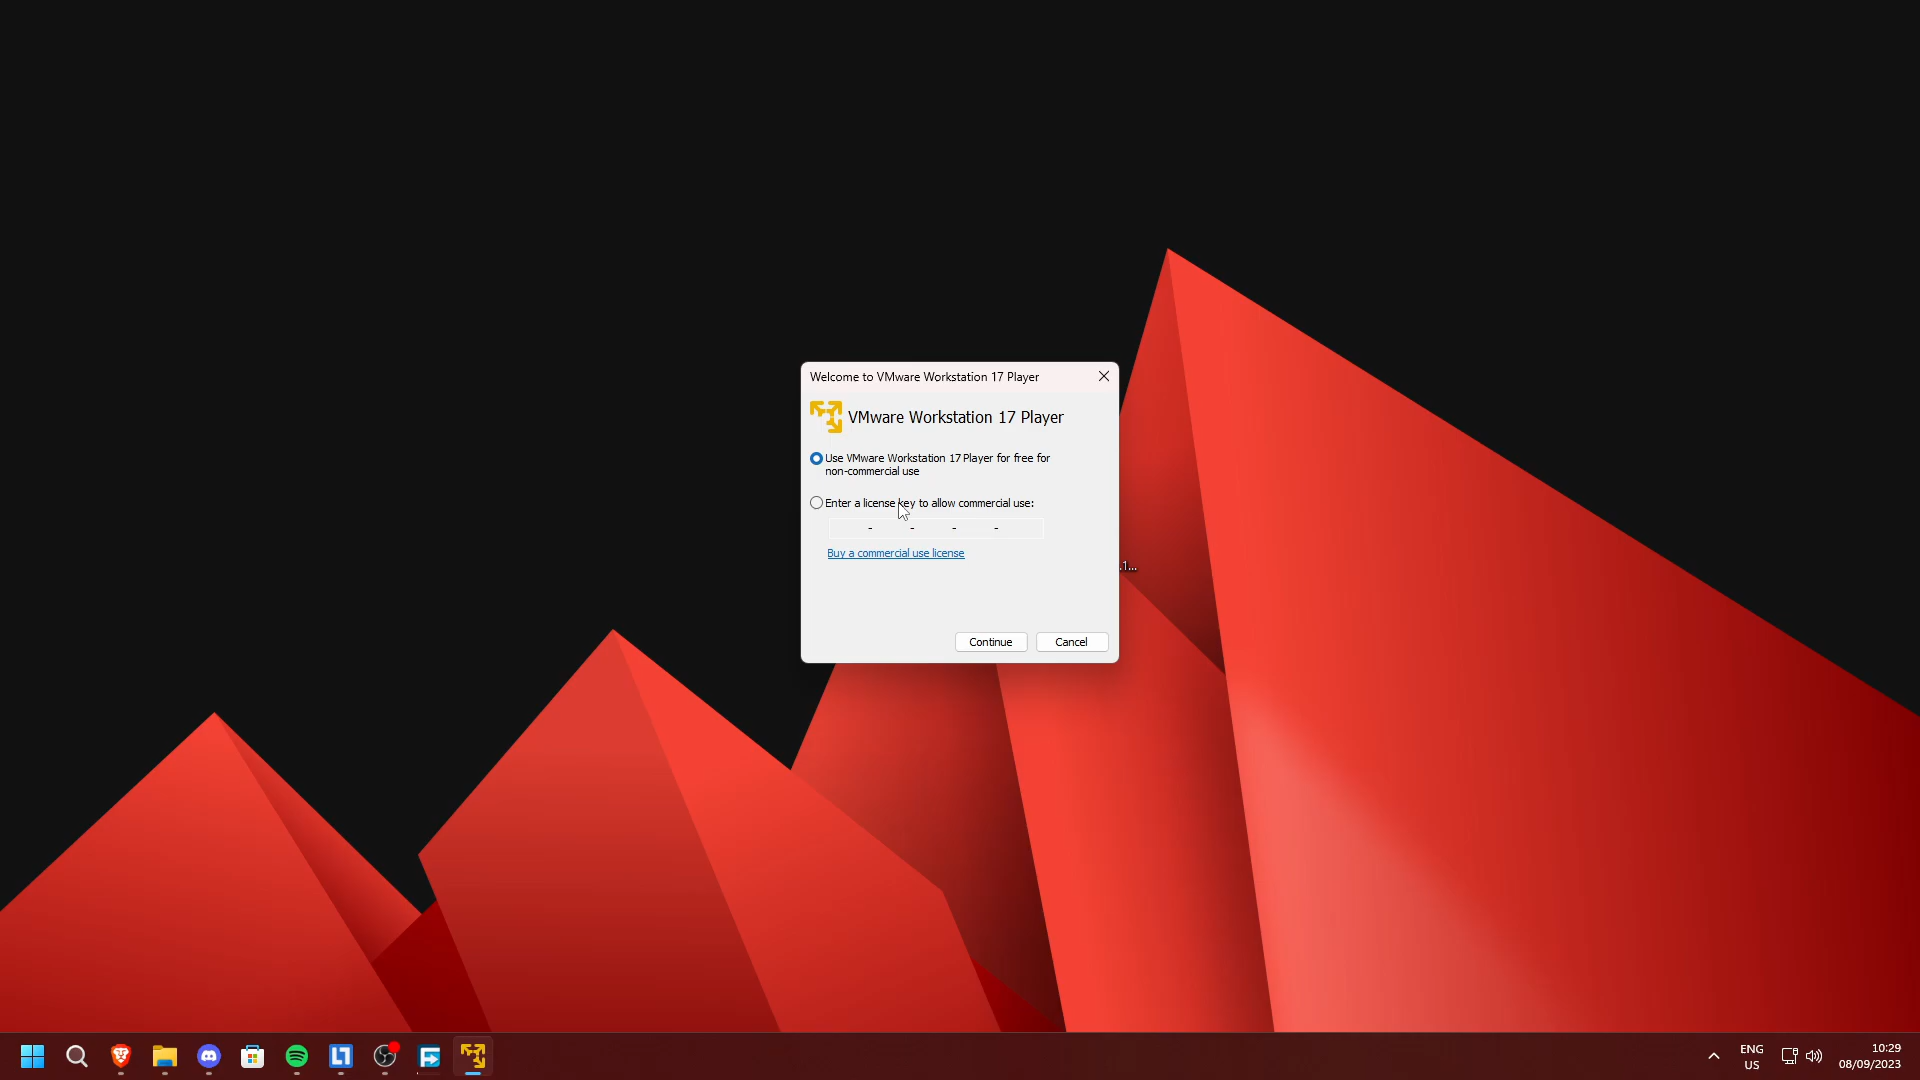 Welcome to VMware Workstation 17 Player
VMware Workstation 17 Player
Use VMware Workstation 17 Player for free for
non-commercial use
Enter a license key to allow commercial use:
- - - -
Buy a commercial use license
.1...
Continue
Cancel
ENG
US
10:29
08/09/2023